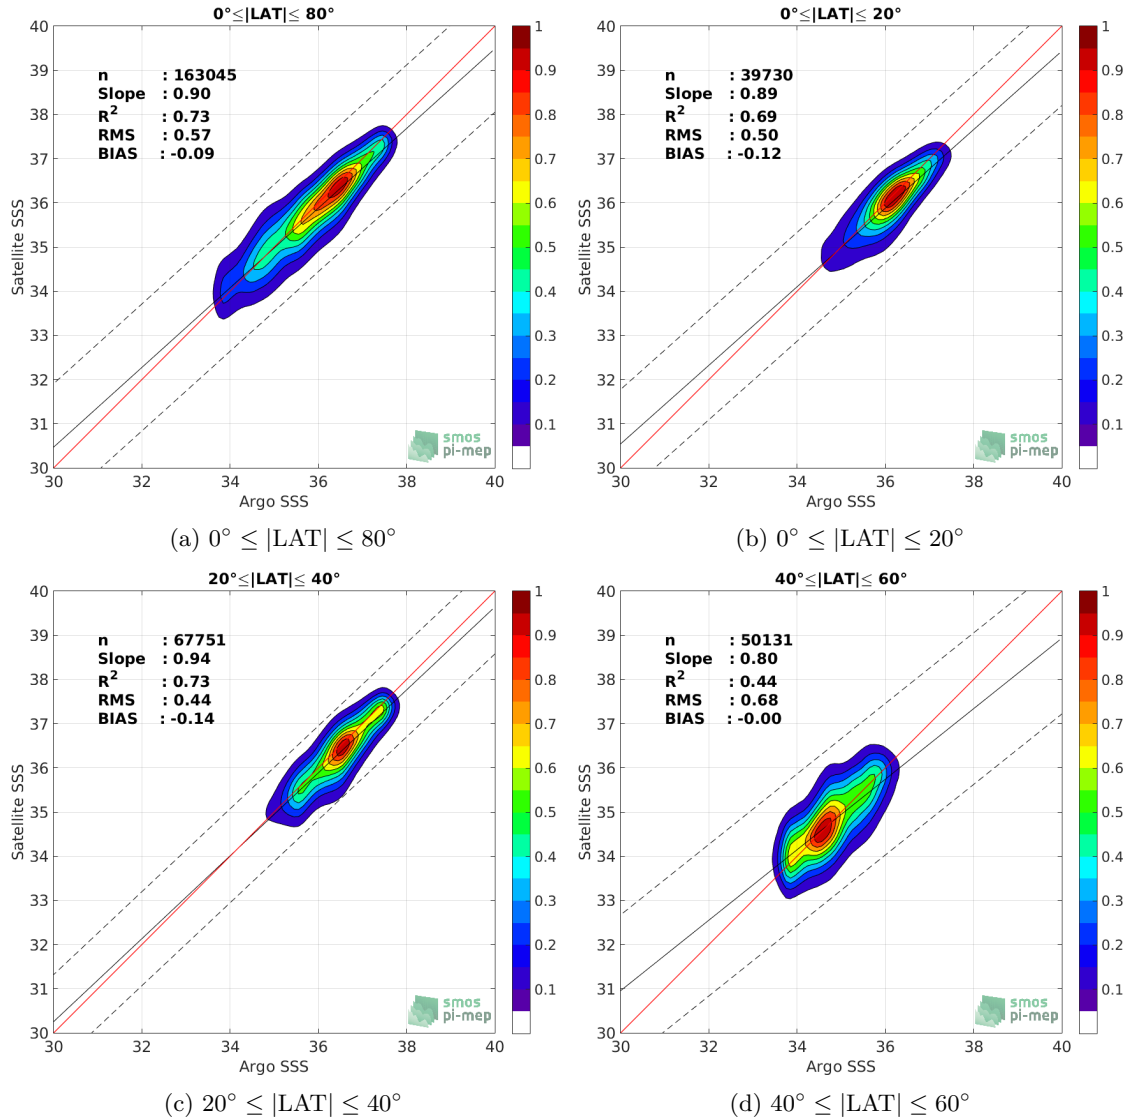 0°≤|LAT|≤ 80°
n : 163045
Slope : 0.90
R² : 0.73
RMS : 0.57
BIAS : -0.09
40
39
38
37
36
35
34
33
32
31
30
Satellite SSS
30 32 34 36 38 40
Argo SSS
1
0.9
0.8
0.7
0.6
0.5
0.4
0.3
0.2
0.1
smos
pi-mep
(a) 0° ≤ |LAT| ≤ 80°
0°≤|LAT|≤ 20°
n : 39730
Slope : 0.89
R² : 0.69
RMS : 0.50
BIAS : -0.12
40
39
38
37
36
35
34
33
32
31
30
Satellite SSS
30 32 34 36 38 40
Argo SSS
1
0.9
0.8
0.7
0.6
0.5
0.4
0.3
0.2
0.1
smos
pi-mep
(b) 0° ≤ |LAT| ≤ 20°
20°≤|LAT|≤ 40°
n : 67751
Slope : 0.94
R² : 0.73
RMS : 0.44
BIAS : -0.14
40
39
38
37
36
35
34
33
32
31
30
Satellite SSS
30 32 34 36 38 40
Argo SSS
1
0.9
0.8
0.7
0.6
0.5
0.4
0.3
0.2
0.1
smos
pi-mep
(c) 20° ≤ |LAT| ≤ 40°
40°≤|LAT|≤ 60°
n : 50131
Slope : 0.80
R² : 0.44
RMS : 0.68
BIAS : -0.00
40
39
38
37
36
35
34
33
32
31
30
Satellite SSS
30 32 34 36 38 40
Argo SSS
1
0.9
0.8
0.7
0.6
0.5
0.4
0.3
0.2
0.1
smos
pi-mep
(d) 40° ≤ |LAT| ≤ 60°